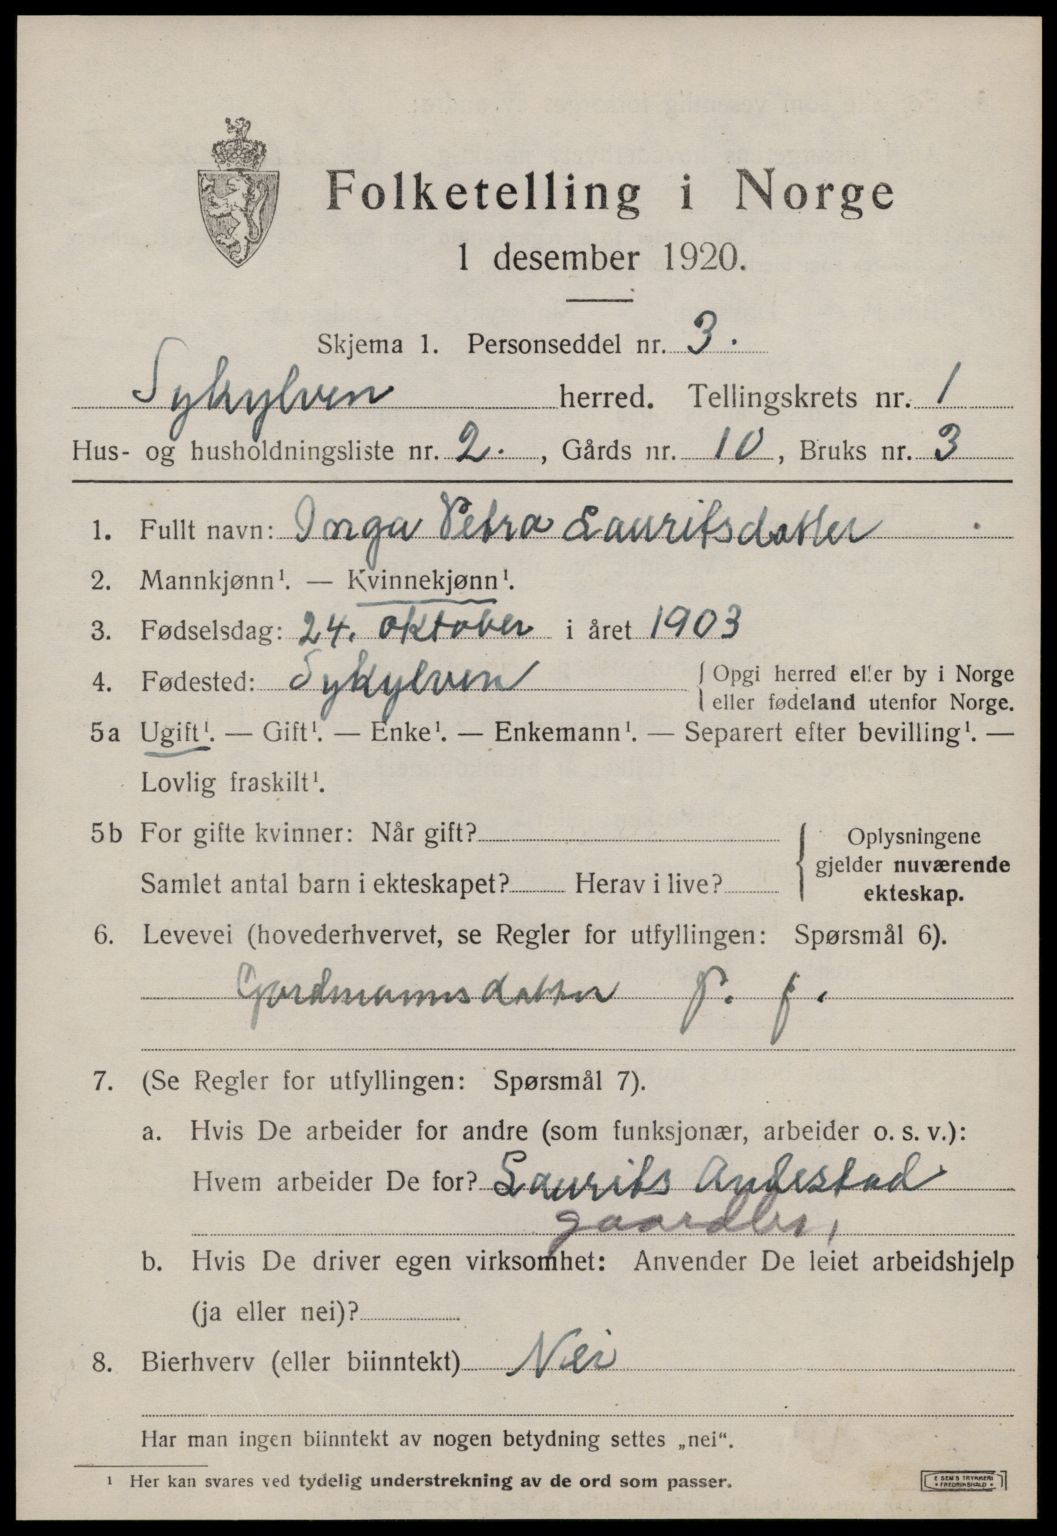 Folketelling i Norge
1 desember 1920.
Skjema 1. Personseddel nr. 3.
Sykylven herred. Tellingskrets nr. 1
Hus- og husholdningsliste nr. 2. , Gårds nr. 10 , Bruks nr. 3
1. Fullt navn: Inga Petra Lauritsdatter
2. Mannkjønn¹. — Kvinnekjønn¹.
3. Fødselsdag: 24. oktober i året 1903
4. Fødested: Sykylven { Opgi herred eller by i Norge
eller fødeland utenfor Norge.
5a Ugift¹. — Gift¹. — Enke¹. — Enkemann¹. — Separert efter bevilling¹. —
Lovlig fraskilt¹.
5b For gifte kvinner: Når gift?
Samlet antal barn i ekteskapet? Herav i live?
{ Oplysningene
gjelder nuværende
ekteskap.
6. Levevei (hovederhvervet, se Regler for utfyllingen: Spørsmål 6).
Gordmannsdatter P. f.
7. (Se Regler for utfyllingen: Spørsmål 7).
a. Hvis De arbeider for andre (som funksjonær, arbeider o. s. v.):
Hvem arbeider De for? Laurits Aurestad
gaardbr,
b. Hvis De driver egen virksomhet: Anvender De leiet arbeidshjelp
(ja eller nei)?
8. Bierhverv (eller biinntekt) Nei
Har man ingen biinntekt av nogen betydning settes „nei“.
¹ Her kan svares ved tydelig understrekning av de ord som passer.
E SEM'S TRYKKERI
FREDRIKSHALD